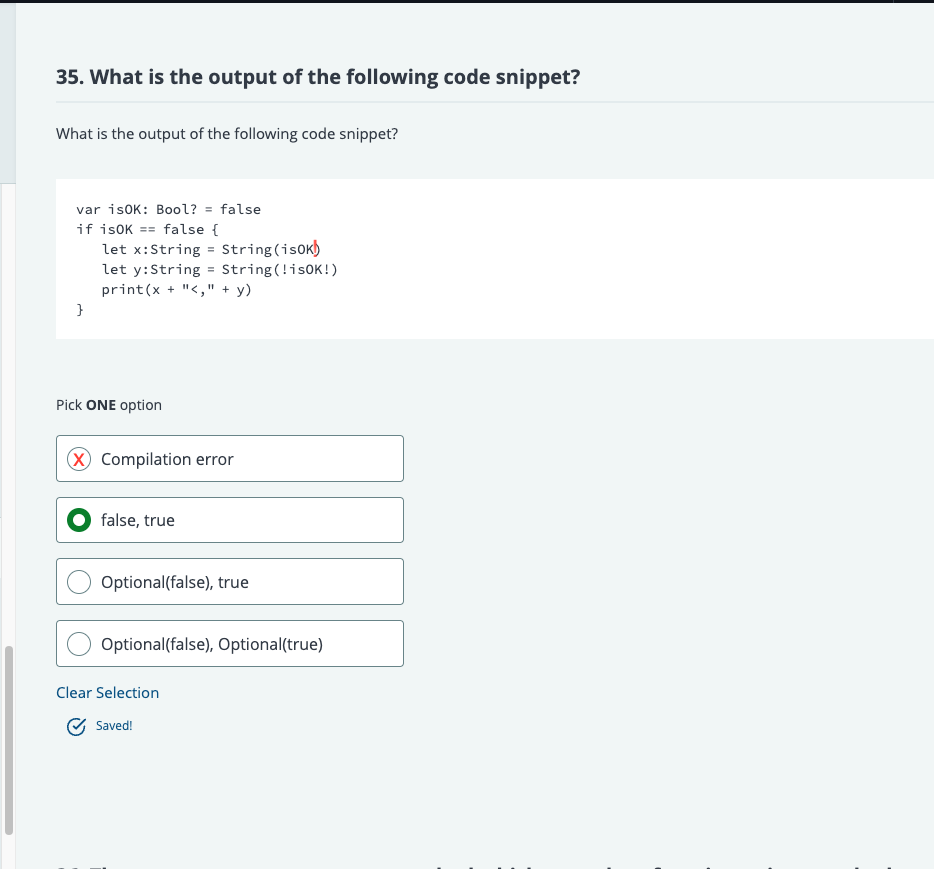 35. What is the output of the following code snippet?
What is the output of the following code snippet?
var isOK: Bool? = false
if isOK == false {
let x:String = String(isOK!)
let y:String = String(!isOK!)
print(x + "<," + y)
}
Pick ONE option
X Compilation error
false, true
Optional(false), true
Optional(false), Optional(true)
Clear Selection
Saved!